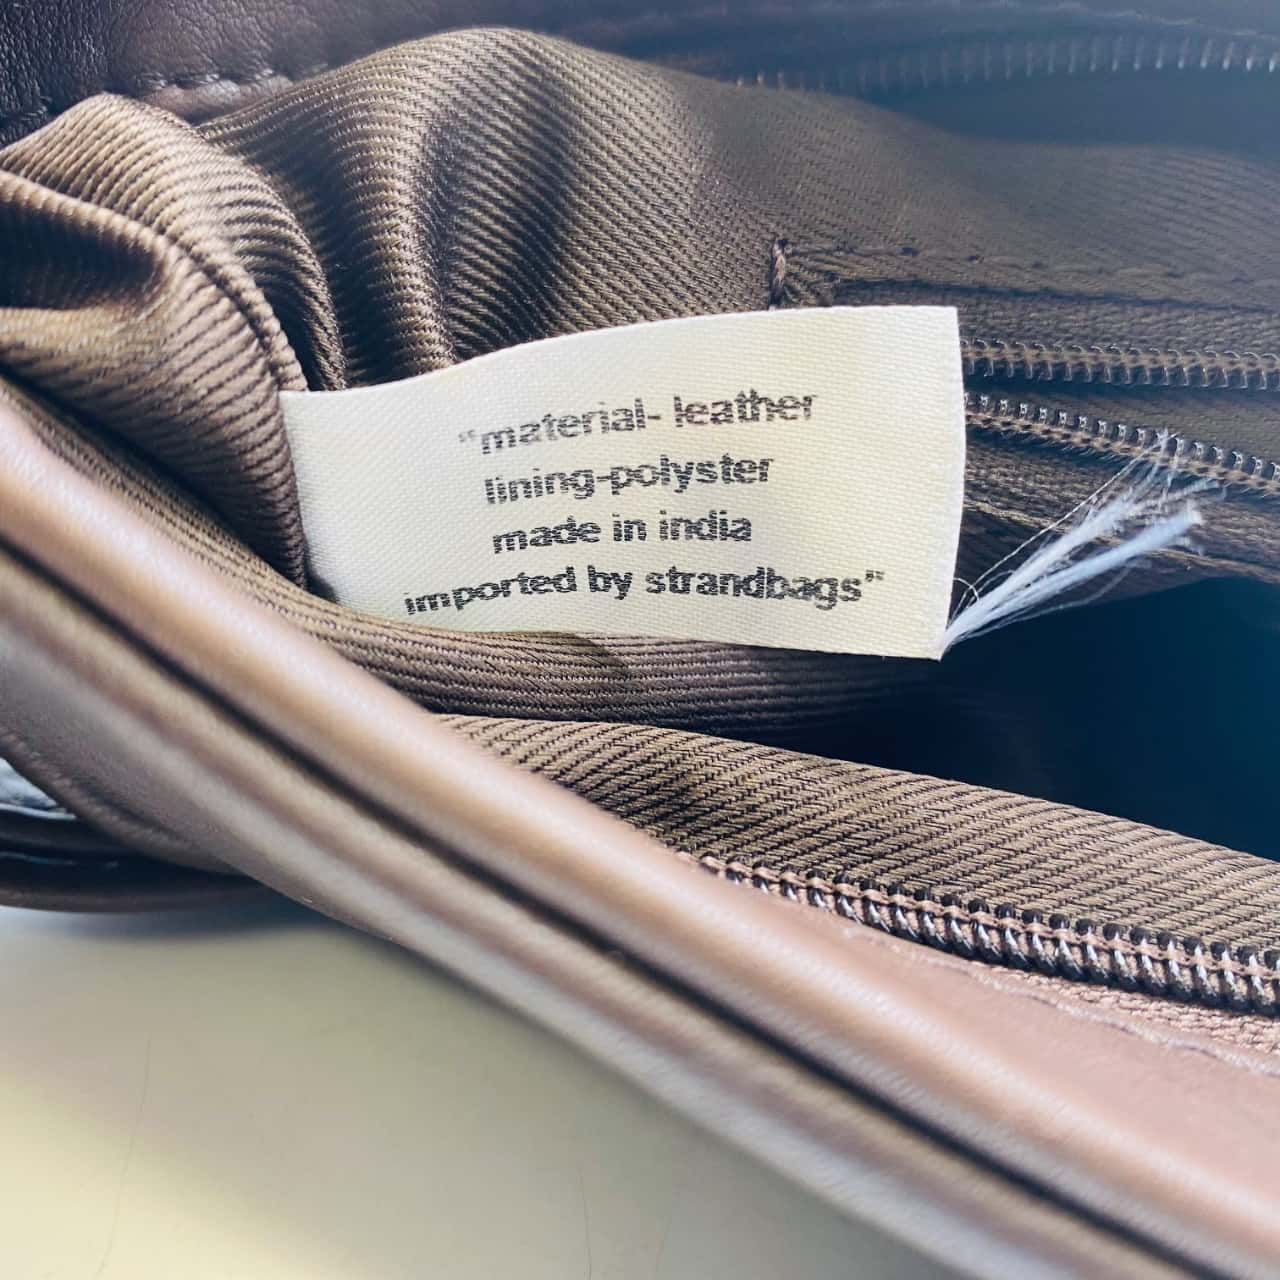 “material- leather
lining-polyster
made in india
imported by strandbags”